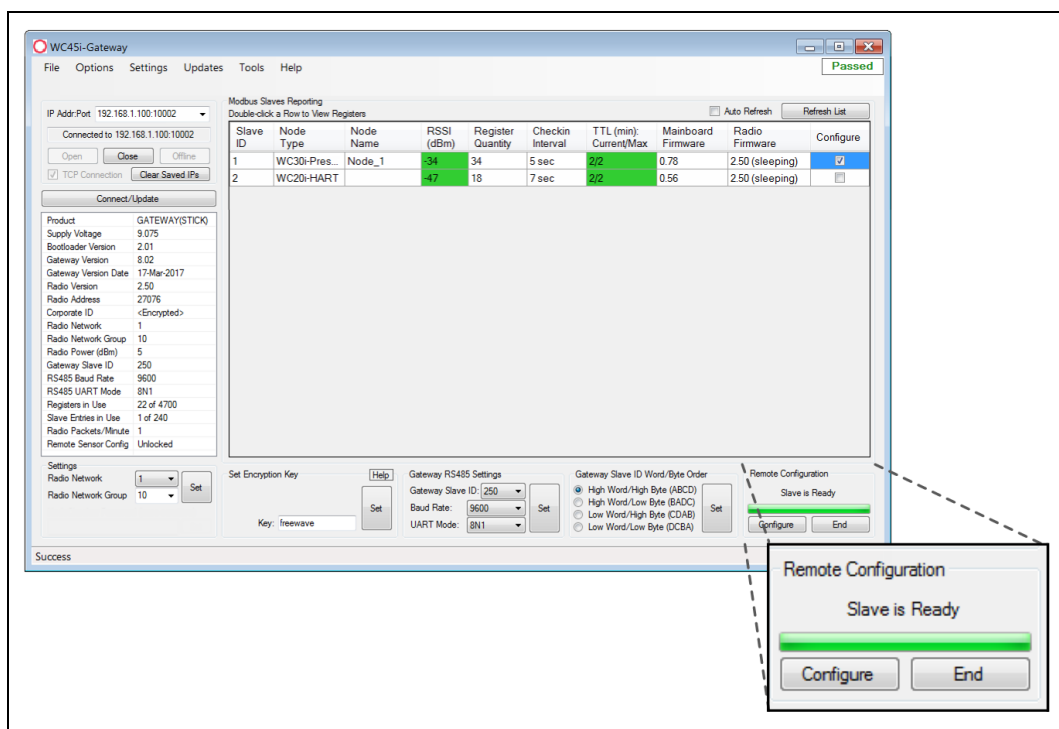 WC45i-Gateway
File Options Settings Updates Tools Help
Passed
IP Addr:Port 192.168.1.100:10002
Connected to 192.168.1.100:10002
Open Close Offline
TCP Connection Clear Saved IPs
Connect/Update
Product GATEWAY(STICK)
Supply Voltage 9.075
Bootloader Version 2.01
Gateway Version 8.02
Gateway Version Date 17-Mar-2017
Radio Version 2.50
Radio Address 27076
Corporate ID <Encrypted>
Radio Network 1
Radio Network Group 10
Radio Power (dBm) 5
Gateway Slave ID 250
RS485 Baud Rate 9600
RS485 UART Mode 8N1
Registers in Use 22 of 4700
Slave Entries in Use 1 of 240
Radio Packets/Minute 1
Remote Sensor Config Unlocked
Settings
Radio Network 1
Radio Network Group 10
Set
Modbus Slaves Reporting
Double-click a Row to View Registers
Auto Refresh Refresh List
Slave ID Node Type Node Name RSSI (dBm) Register Quantity Checkin Interval TTL (min): Current/Max Mainboard Firmware Radio Firmware Configure
1 WC30i-Pres... Node_1 -34 34 5 sec 2/2 0.78 2.50 (sleeping)
2 WC20i-HART -47 18 7 sec 2/2 0.56 2.50 (sleeping)
Set Encryption Key Help
Set
Key: freewave
Gateway RS485 Settings
Gateway Slave ID: 250
Baud Rate: 9600 Set
UART Mode: 8N1
Gateway Slave ID Word/Byte Order
High Word/High Byte (ABCD)
High Word/Low Byte (BADC)
Low Word/High Byte (CDAB)
Low Word/Low Byte (DCBA)
Set
Remote Configuration
Slave is Ready
Configure End
Success
Remote Configuration
Slave is Ready
Configure End